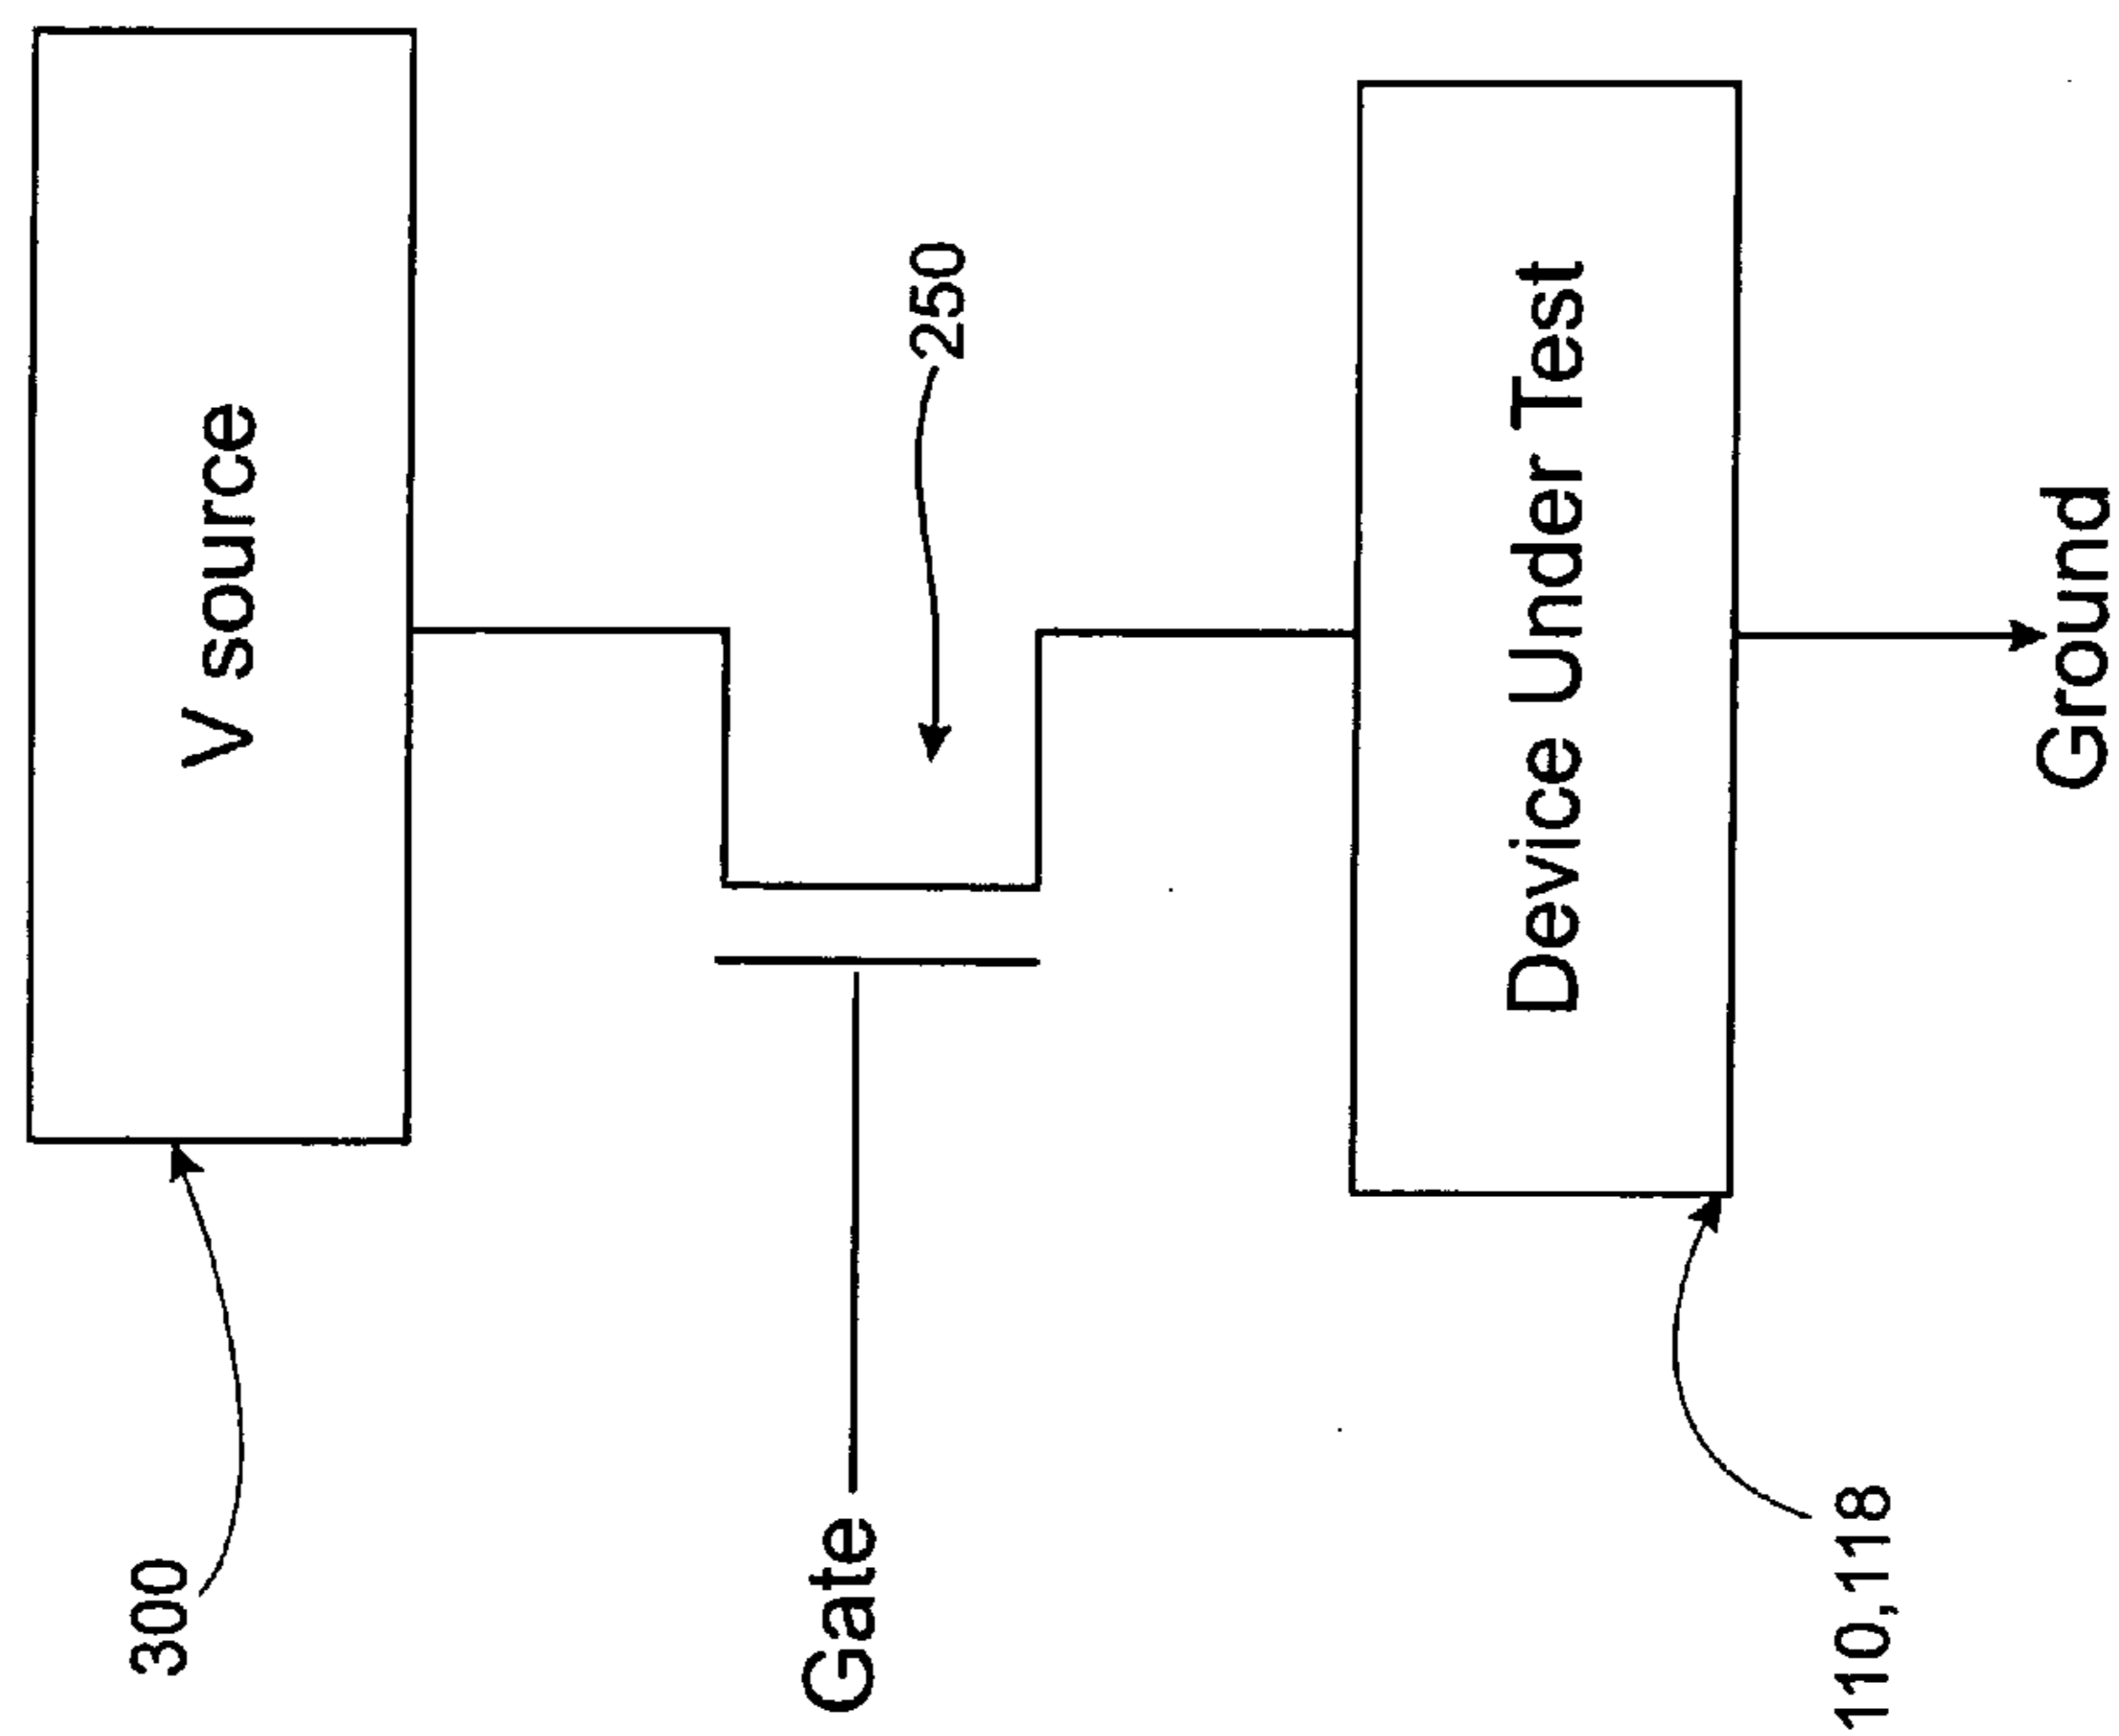 300
V source
Gate
250
110,118
Device Under Test
Ground